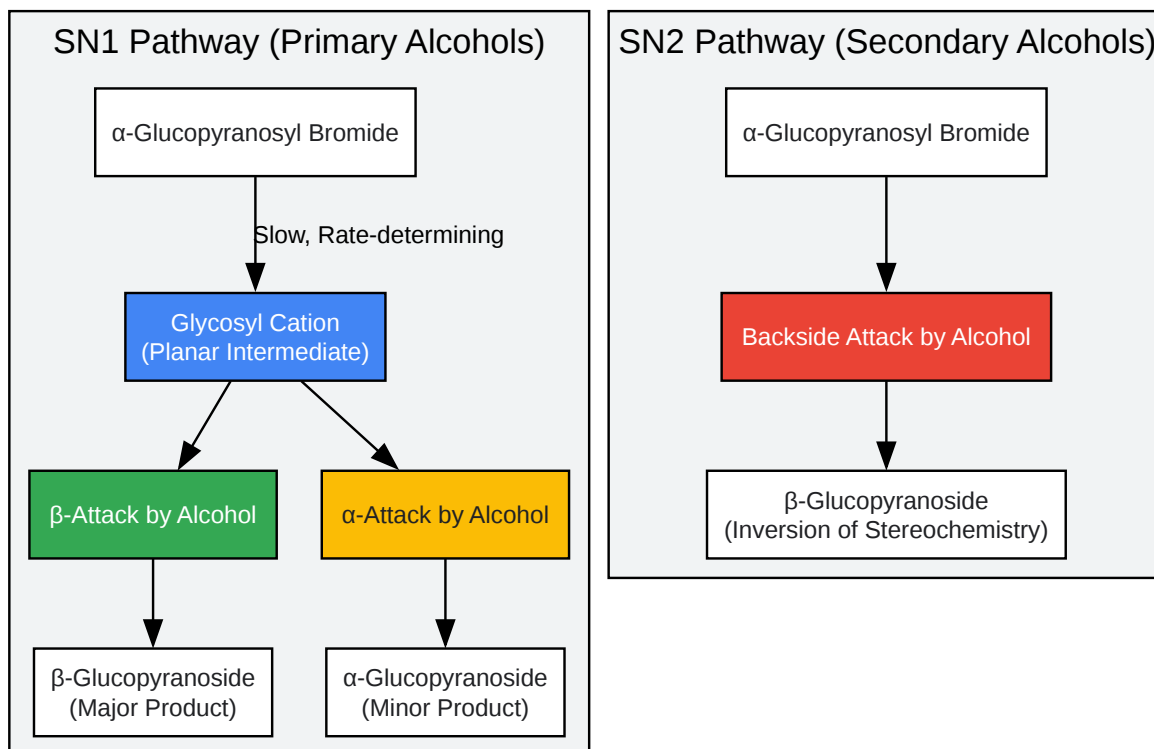 SN1 Pathway (Primary Alcohols)
α-Glucopyranosyl Bromide
Slow, Rate-determining
Glycosyl Cation
(Planar Intermediate)
β-Attack by Alcohol
α-Attack by Alcohol
β-Glucopyranoside
(Major Product)
α-Glucopyranoside
(Minor Product)
SN2 Pathway (Secondary Alcohols)
α-Glucopyranosyl Bromide
Backside Attack by Alcohol
β-Glucopyranoside
(Inversion of Stereochemistry)